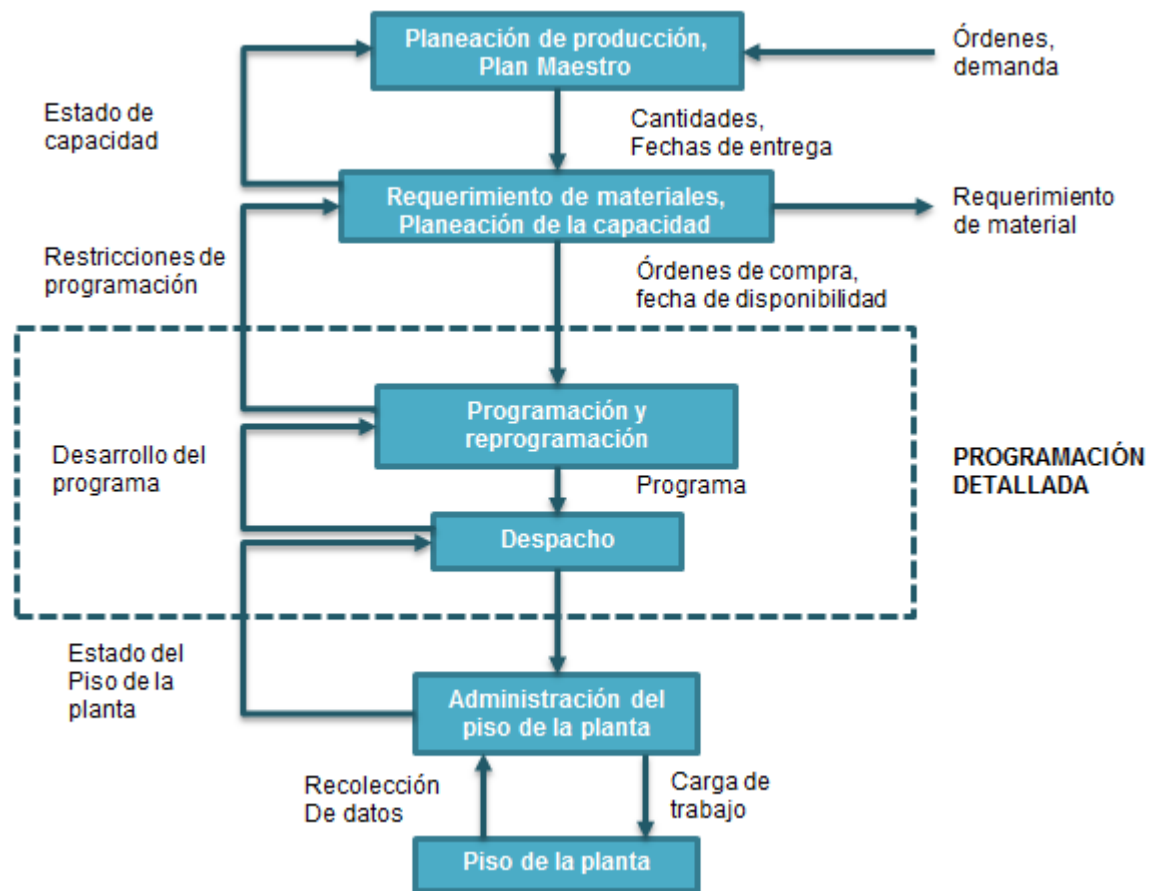 Planeación de producción,
Plan Maestro
Órdenes,
demanda
Estado de
capacidad
Cantidades,
Fechas de entrega
Requerimiento de materiales,
Planeación de la capacidad
Requerimiento
de material
Restricciones de
programación
Órdenes de compra,
fecha de disponibilidad
Programación y
reprogramación
Desarrollo del
programa
Programa
PROGRAMACIÓN
DETALLADA
Despacho
Estado del
Piso de la
planta
Administración del
piso de la planta
Recolección
De datos
Carga de
trabajo
Piso de la planta